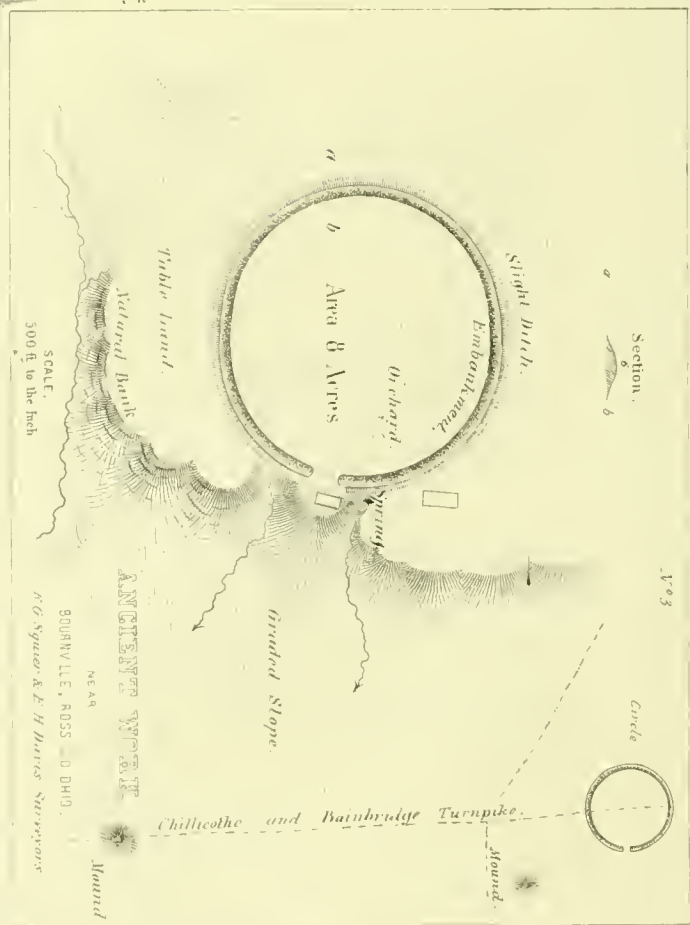 Nº 3
Section.
a
b
6
Slight Ditch.
Embankment.
Orchard.
a
b
Area 8 Acres
Table land.
Natural Bank
Spring
Graded Slope.
Circle
Chillicothe and Bainbridge Turnpike.
Mound.
Mound
SCALE.
500 ft to the Inch
ANCIENT WORK
NEAR
BOURNVILLE, ROSS CO OHIO.
E G Squier & E H Davis Surveyors